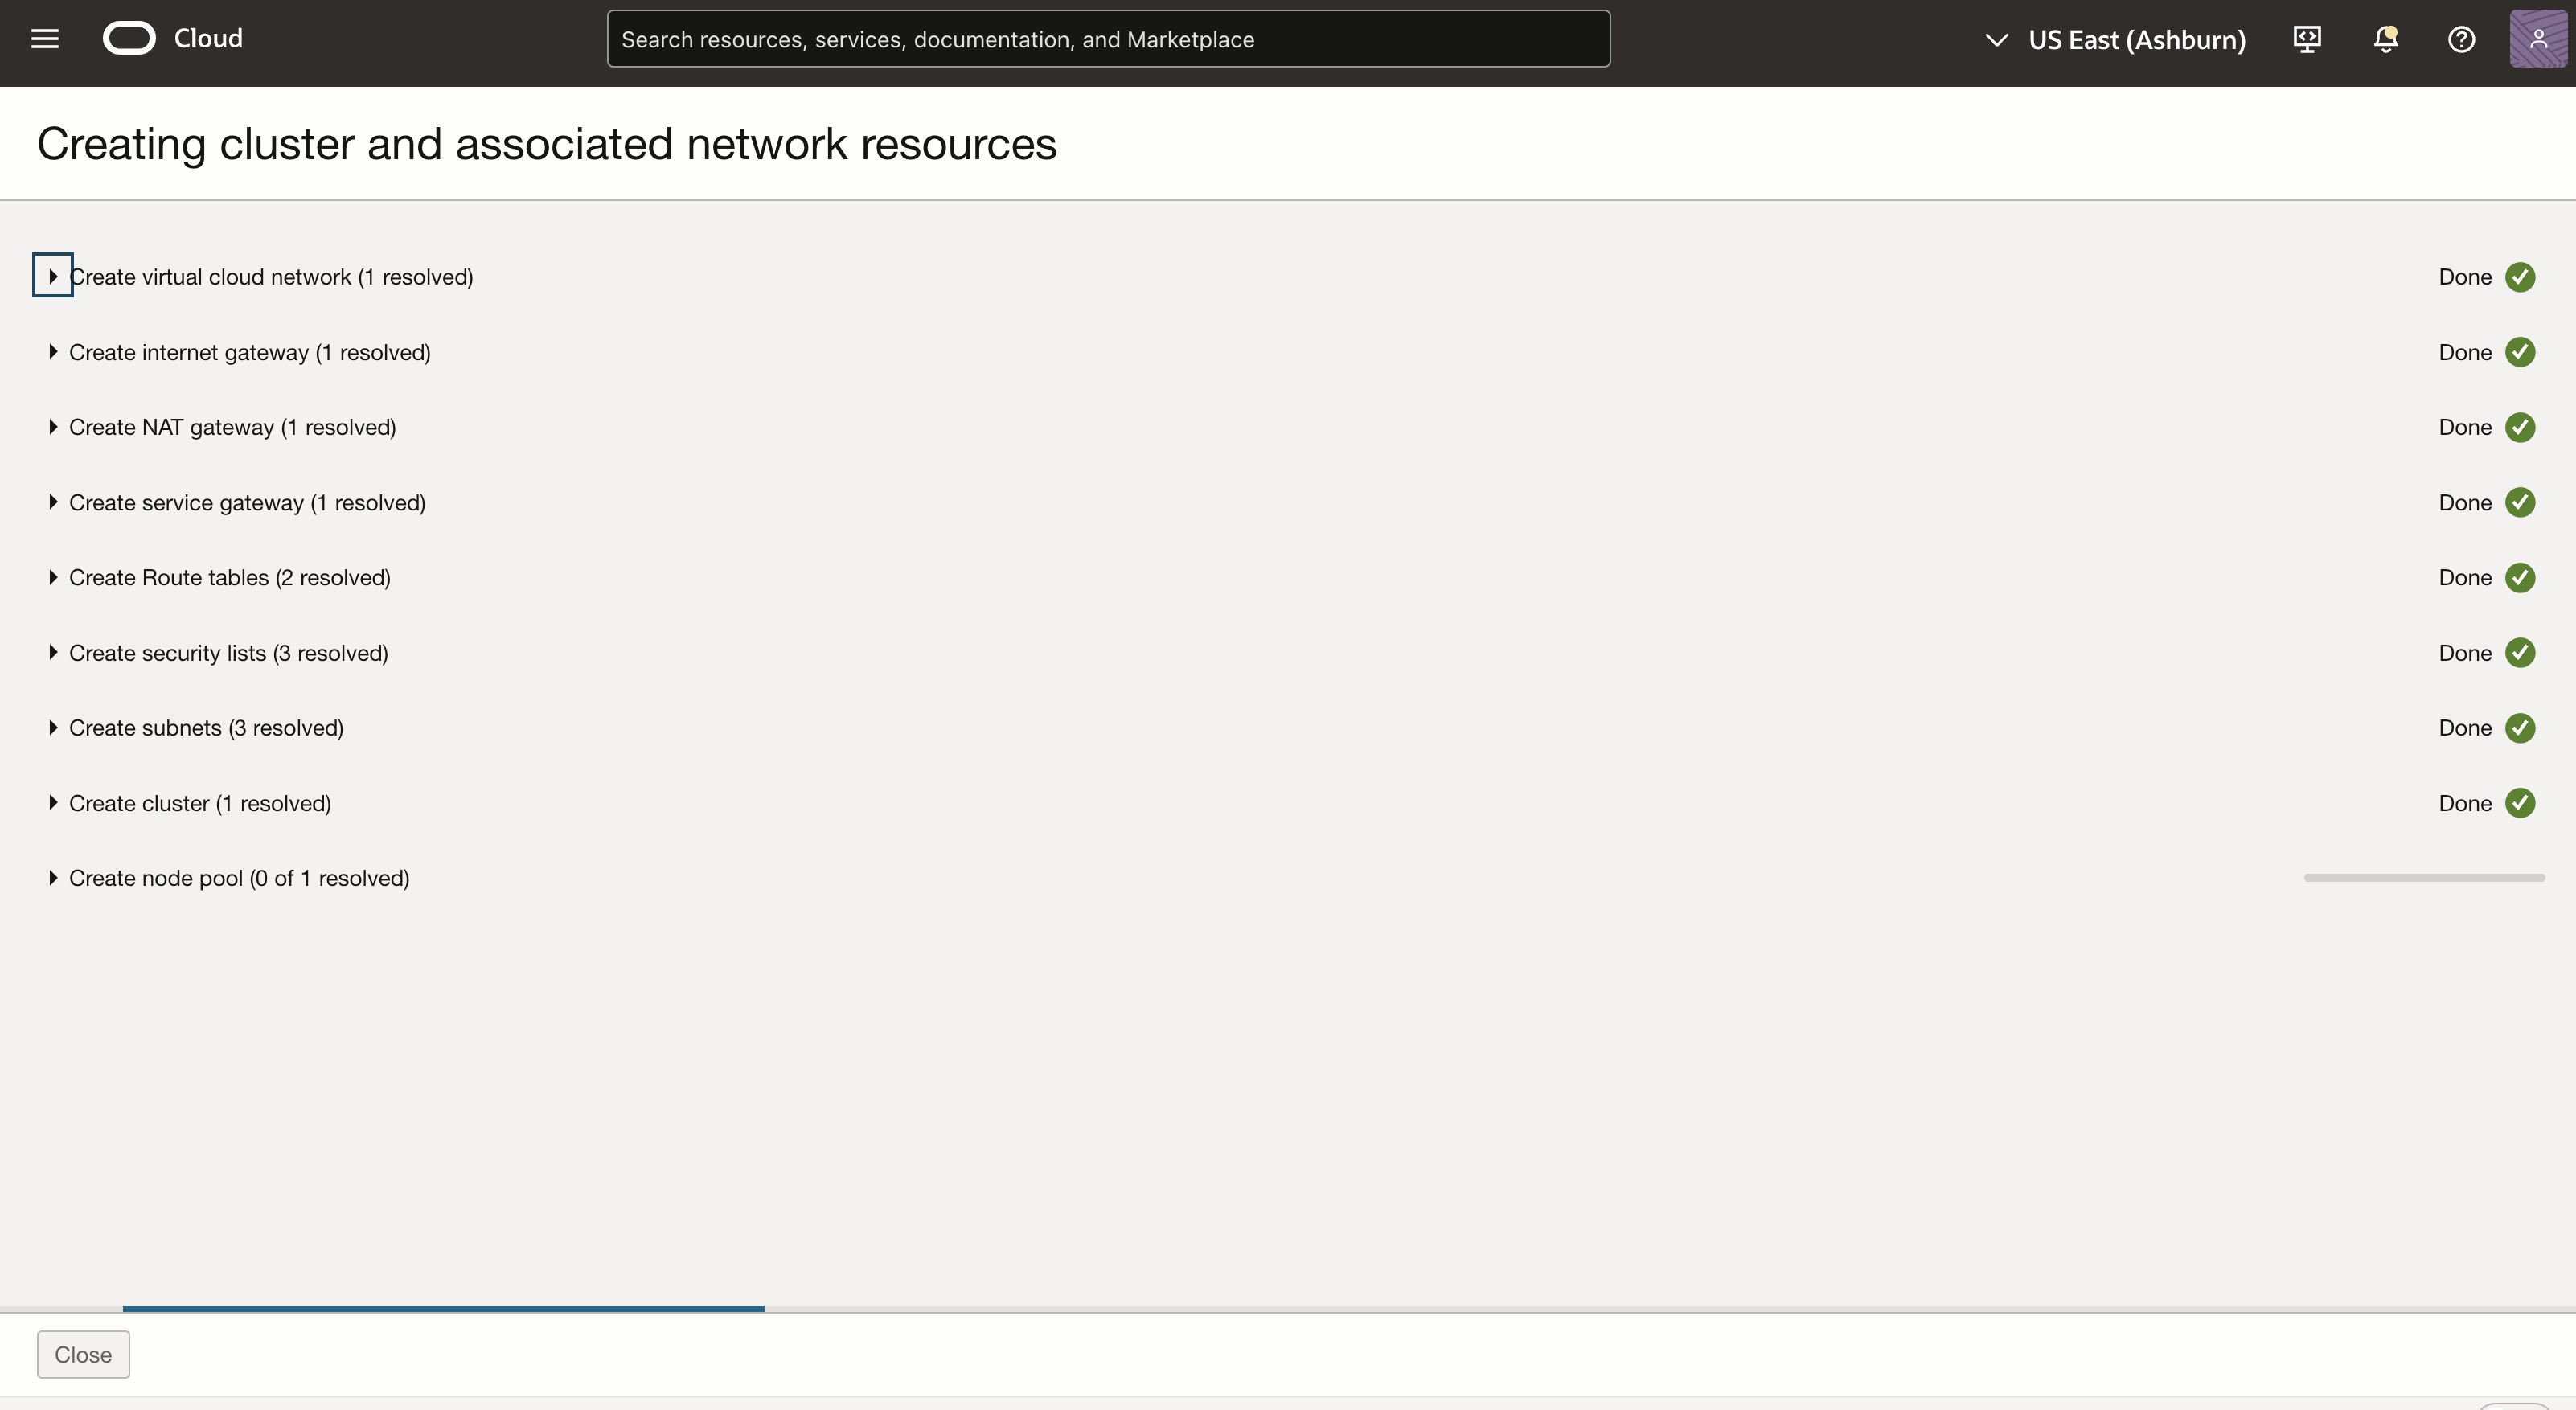 Cloud
Search resources, services, documentation, and Marketplace
US East (Ashburn)
Creating cluster and associated network resources
Create virtual cloud network (1 resolved) Done
Create internet gateway (1 resolved) Done
Create NAT gateway (1 resolved) Done
Create service gateway (1 resolved) Done
Create Route tables (2 resolved) Done
Create security lists (3 resolved) Done
Create subnets (3 resolved) Done
Create cluster (1 resolved) Done
Create node pool (0 of 1 resolved)
Close